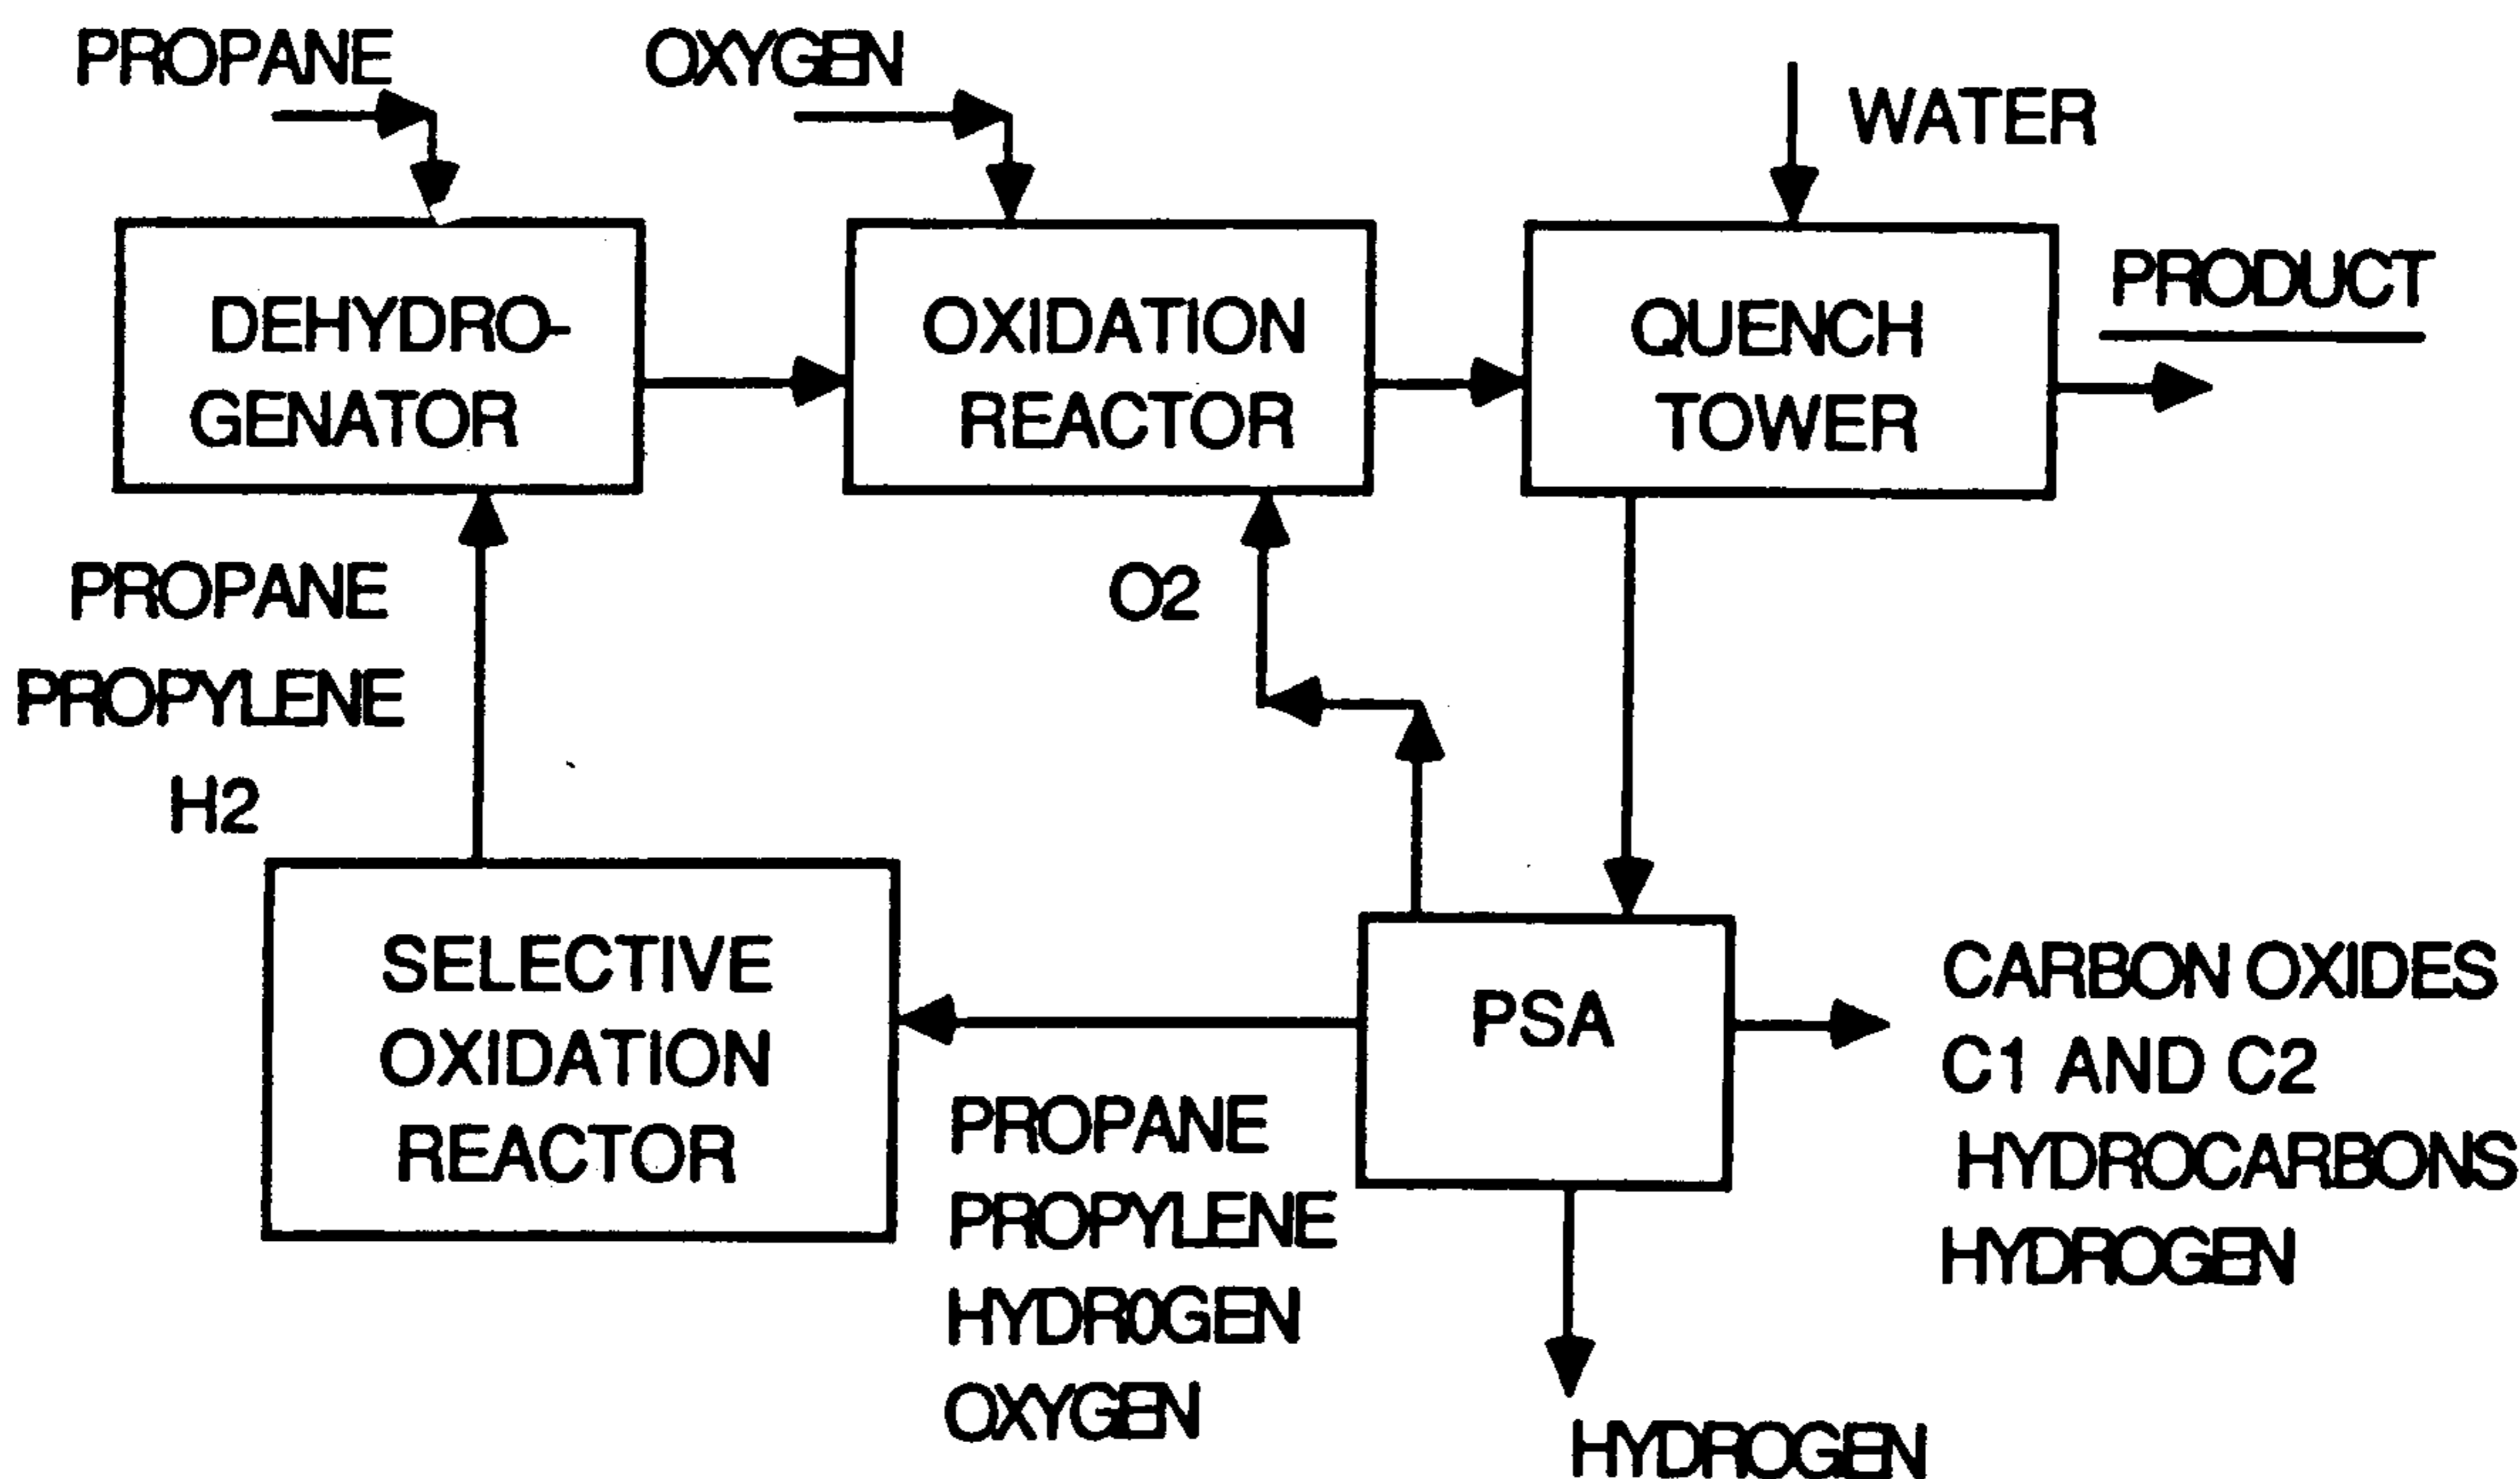 PROPANE
OXYGEN
WATER
DEHYDRO-
GENATOR
OXIDATION
REACTOR
QUENCH
TOWER
PRODUCT
PROPANE
PROPYLENE
H2
O2
SELECTIVE
OXIDATION
REACTOR
PSA
PROPANE
PROPYLENE
HYDR0GEN
OXYGEN
CARBON OXIDES
C1 AND C2
HYDROCARBONS
HYDROGEN
HYDROGEN